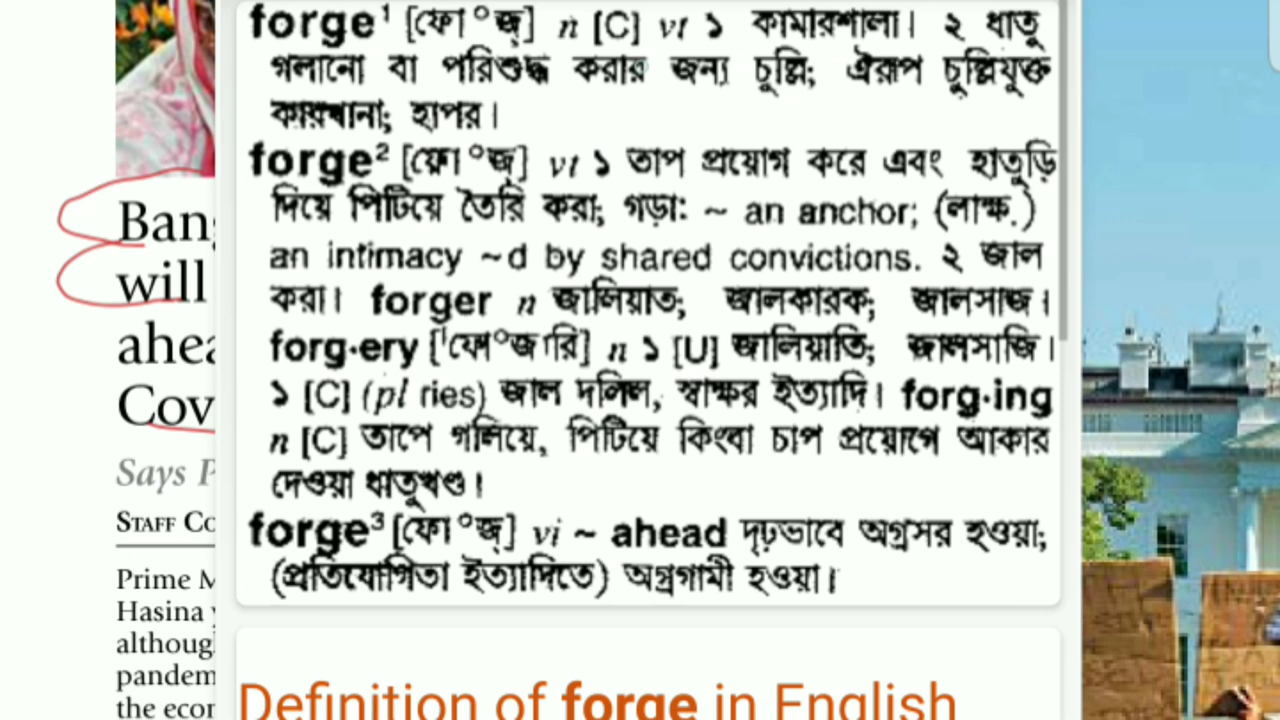 forge¹ [ফো°জ্] n [C] vt ১ কামারশালা। ২ ধাতু
গলানো বা পরিশুদ্ধ করার জন্য চুল্লি; ঐরূপ চুল্লিযুক্ত
কারখানা; হাপর।
forge² [ফো°জ্] vt ১ তাপ প্রয়োগ করে এবং হাতুড়ি
দিয়ে পিটিয়ে তৈরি করা; গড়া: ~ an anchor; (লাক্ষ.)
an intimacy ~d by shared convictions. ২ জাল
করা। forger n জালিয়াত; জালকারক; জালসাজ।
forg·ery [ˈফো°জারি] n ১ [U] জালিয়াতি; জালসাজি।
১ [C] (pl ries) জাল দলিল, স্বাক্ষর ইত্যাদি। forg·ing
n [C] তাপে গলিয়ে, পিটিয়ে কিংবা চাপ প্রয়োগে আকার
দেওয়া ধাতুখণ্ড।
forge³ [ফো°জ্] vi ~ ahead দৃঢ়ভাবে অগ্রসর হওয়া;
(প্রতিযোগিতা ইত্যাদিতে) অগ্রগামী হওয়া।
Definition of forge in English
Bang
will
ahea
Cov
Says P
STAFF CO
Prime M
Hasina
althoug
pandem
the econ